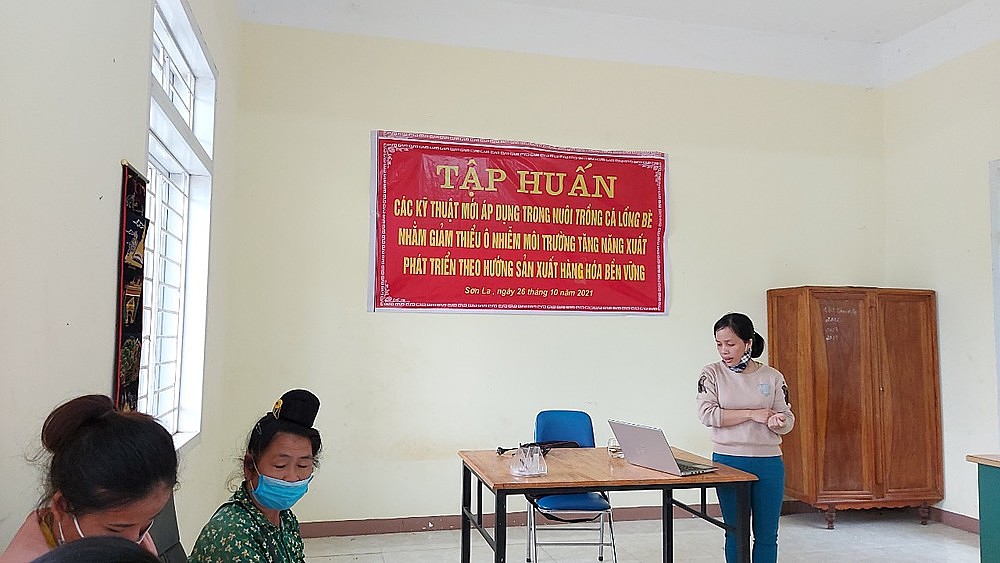 TẬP HUẤN
CÁC KỸ THUẬT MỚI ÁP DỤNG TRONG NUÔI TRỒNG CÁ LỒNG BÈ
NHẰM GIẢM THIỂU Ô NHIỄM MÔI TRƯỜNG TĂNG NĂNG XUẤT
PHÁT TRIỂN THEO HƯỚNG SẢN XUẤT HÀNG HÓA BỀN VỮNG
Sơn La , ngày 26 tháng 10 năm 2021